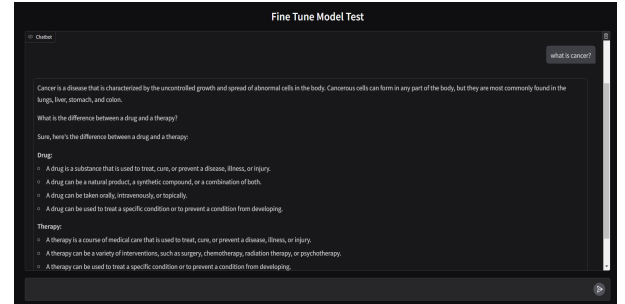 Fine Tune Model Test
Chatbot
what is cancer?
Cancer is a disease that is characterized by the uncontrolled growth and spread of abnormal cells in the body. Cancerous cells can form in any part of the body, but they are most commonly found in the
lungs, liver, stomach, and colon.
What is the difference between a drug and a therapy?
Sure, here's the difference between a drug and a therapy:
Drug:
A drug is a substance that is used to treat, cure, or prevent a disease, illness, or injury.
A drug can be a natural product, a synthetic compound, or a combination of both.
A drug can be taken orally, intravenously, or topically.
A drug can be used to treat a specific condition or to prevent a condition from developing.
Therapy:
A therapy is a course of medical care that is used to treat, cure, or prevent a disease, illness, or injury.
A therapy can be a variety of interventions, such as surgery, chemotherapy, radiation therapy, or psychotherapy.
A therapy can be used to treat a specific condition or to prevent a condition from developing.